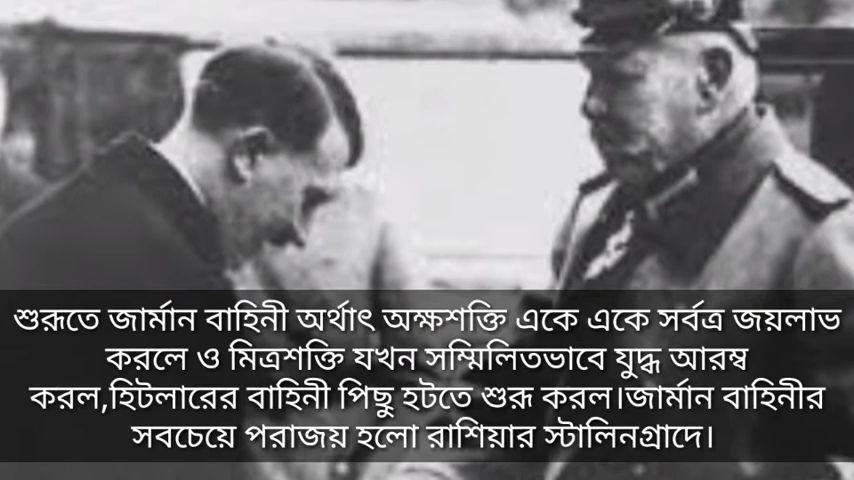 শুরূতে জার্মান বাহিনী অর্থাৎ অক্ষশক্তি একে একে সর্বত্র জয়লাভ
করলে ও মিত্রশক্তি যখন সম্মিলিতভাবে যুদ্ধ আরম্ব
করল,হিটলারের বাহিনী পিছু হটতে শুরূ করল।জার্মান বাহিনীর
সবচেয়ে পরাজয় হলো রাশিয়ার স্টালিনগ্রাদে।